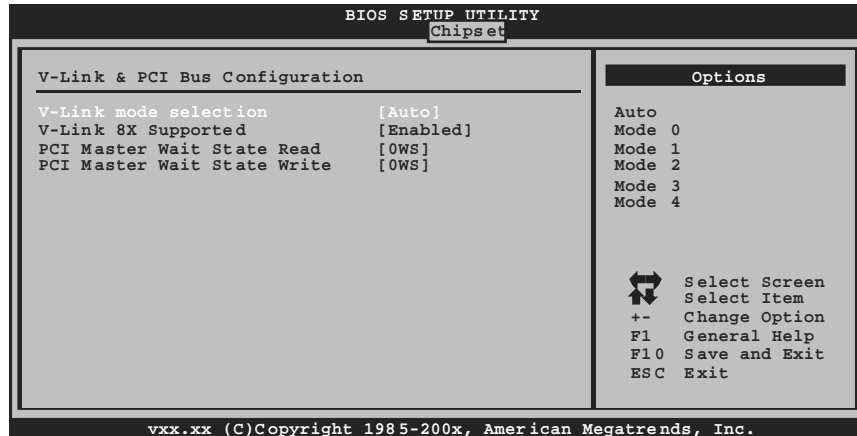 BIOS SETUP UTILITY
Chipset
V-Link & PCI Bus Configuration
V-Link mode selection [Auto]
V-Link 8X Supported [Enabled]
PCI Master Wait State Read [0WS]
PCI Master Wait State Write [0WS]
Options
Auto
Mode 0
Mode 1
Mode 2
Mode 3
Mode 4
Select Screen
Select Item
+- Change Option
F1 General Help
F10 Save and Exit
ESC Exit
vxx.xx (C)Copyright 1985-200x, American Megatrends, Inc.